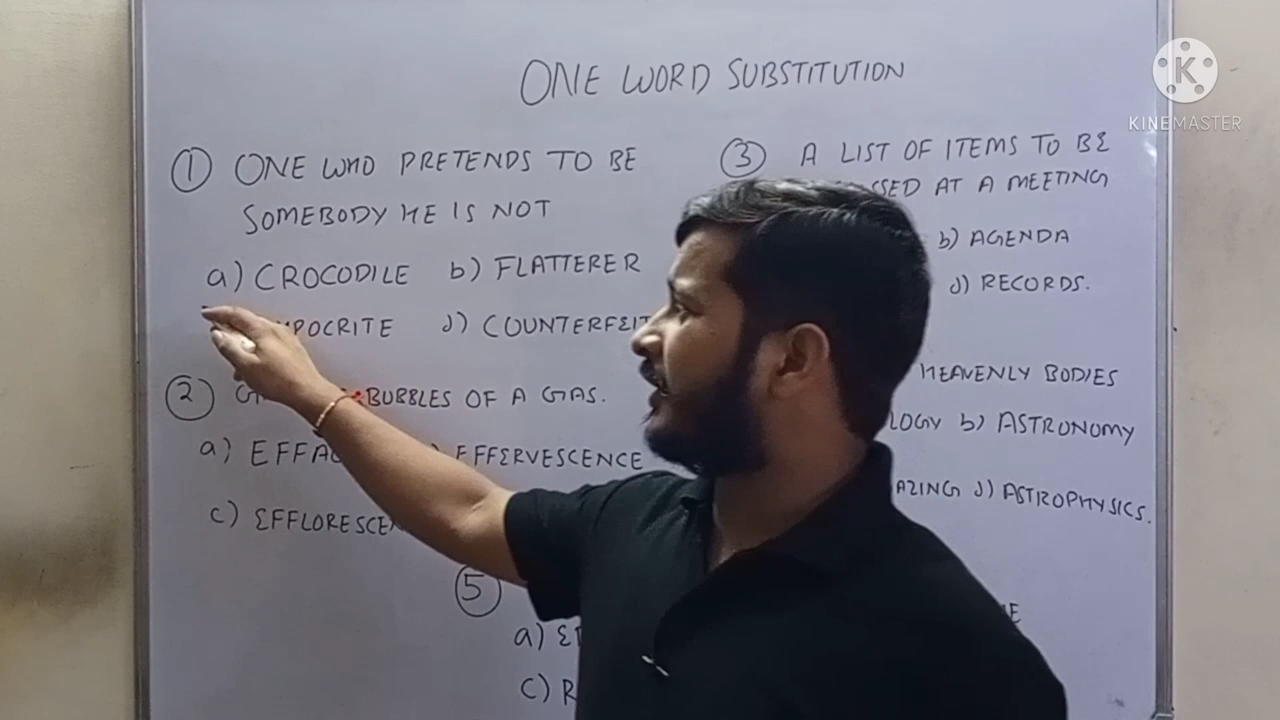 ONE WORD SUBSTITUTION
① ONE WHO PRETENDS TO BE
SOMEBODY HE IS NOT
a) CROCODILE b) FLATTERER
POCRITE d) COUNTERFEIT
② BUBBLES OF A GAS.
a) EFFA EFFERVESCENCE
c) EFFLORESCE
③ A LIST OF ITEMS TO BE
SSED AT A MEETING
b) AGENDA
d) RECORDS.
HEAVENLY BODIES
LOGY b) ASTRONOMY
AZING d) ASTROPHYSICS.
⑤
a) E
C) R
K
KINEMASTER